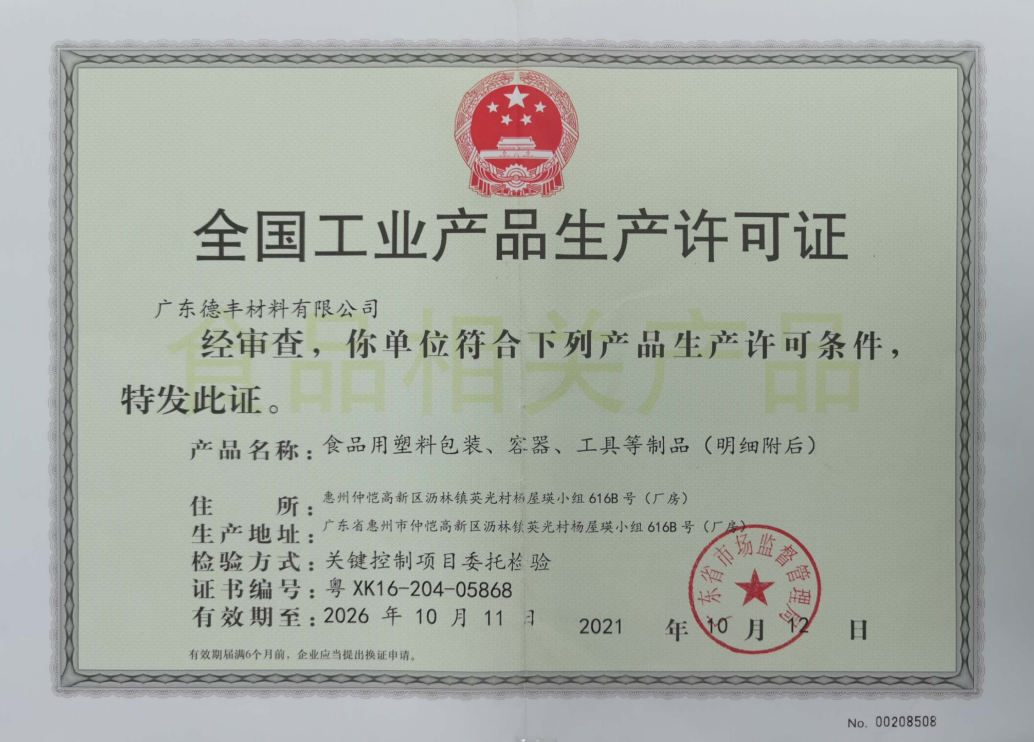 全国工业产品生产许可证
广东德丰材料有限公司
食品相关产品
经审查，你单位符合下列产品生产许可条件，
特发此证。
产品名称：食品用塑料包装、容器、工具等制品（明细附后）
住 所：惠州仲恺高新区沥林镇英光村杨屋瑛小组 616B 号（厂房）
生产地址：广东省惠州市仲恺高新区沥林镇英光村杨屋瑛小组 616B 号（厂房）
检验方式：关键控制项目委托检验
证书编号：粤 XK16-204-05868
有效期至：2026 年 10 月 11 日
2021 年 10 月 12 日
广东省市场监督管理局
有效期届满6个月前，企业应当提出换证申请。
No. 00208508